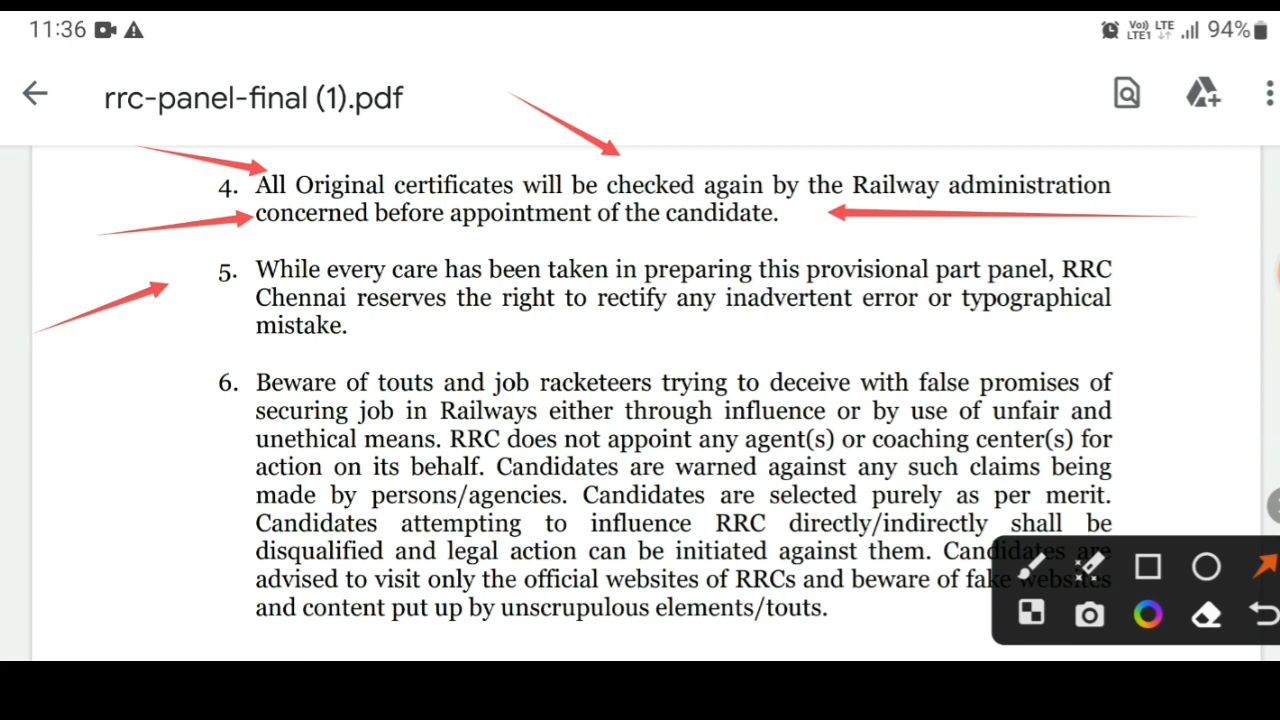 11:36 Vo)) LTE LTE1 94%
rrc-panel-final (1).pdf
4. All Original certificates will be checked again by the Railway administration
concerned before appointment of the candidate.
5. While every care has been taken in preparing this provisional part panel, RRC
Chennai reserves the right to rectify any inadvertent error or typographical
mistake.
6. Beware of touts and job racketeers trying to deceive with false promises of
securing job in Railways either through influence or by use of unfair and
unethical means. RRC does not appoint any agent(s) or coaching center(s) for
action on its behalf. Candidates are warned against any such claims being
made by persons/agencies. Candidates are selected purely as per merit.
Candidates attempting to influence RRC directly/indirectly shall be
disqualified and legal action can be initiated against them. Candidates are
advised to visit only the official websites of RRCs and beware of fake websites
and content put up by unscrupulous elements/touts.